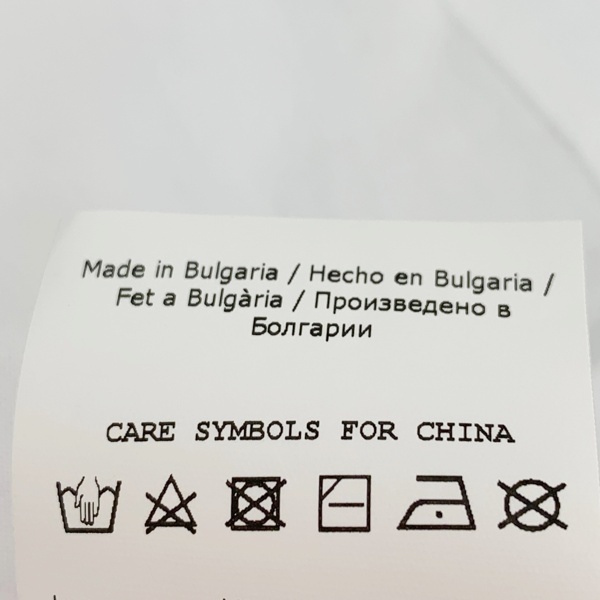 Made in Bulgaria / Hecho en Bulgaria /
Fet a Bulgària / Произведено в
Болгарии
CARE SYMBOLS FOR CHINA